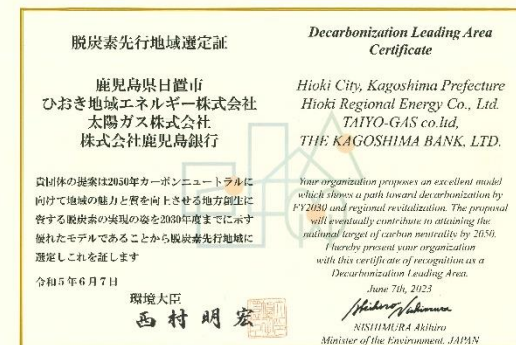 脱炭素先行地域選定証
鹿児島県日置市
ひおき地域エネルギー株式会社
太陽ガス株式会社
株式会社鹿児島銀行
貴団体の提案は2050年カーボンニュートラルに
向けて地域の魅力と質を向上させる地方創生に
資する脱炭素の実現の姿を2030年度までに示す
優れたモデルであることから脱炭素先行地域に
選定しこれを証します
令和5年6月7日
環境大臣
西村明宏
Decarbonization Leading Area
Certificate
Hioki City, Kagoshima Prefecture
Hioki Regional Energy Co., Ltd.
TAIYO-GAS co.ltd,
THE KAGOSHIMA BANK, LTD.
Your organization proposes an excellent model
which shows a path toward decarbonization by
FY2030 and regional revitalization. The proposal
will eventually contribute to attaining the
national target of carbon neutrality by 2050.
I hereby present your organization
with this certificate of recognition as a
Decarbonization Leading Area.
June 7th, 2023
NISHIMURA Akihiro
Minister of the Environment, JAPAN